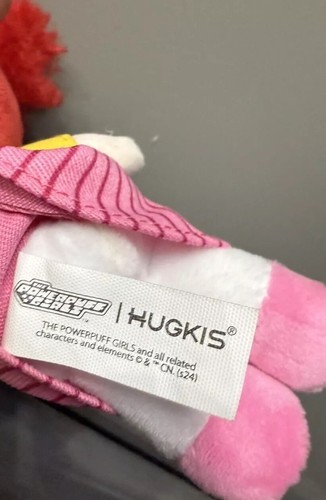 THE POWERPUFF GIRLS | HUGKIS®
THE POWERPUFF GIRLS and all related
characters and elements © & ™ CN. (s24)